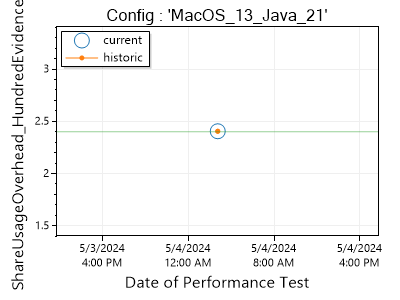 Config : 'MacOS_13_Java_21'
current
historic
ShareUsageOverhead_HundredEvidence
3
2.5
2
1.5
5/3/2024 5/4/2024 5/4/2024 5/4/2024
4:00 PM 12:00 AM 8:00 AM 4:00 PM
Date of Performance Test